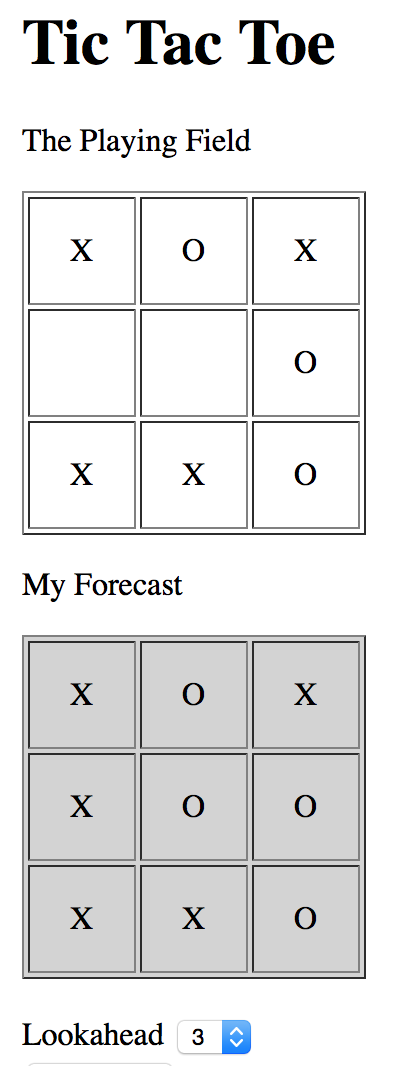 Tic Tac Toe
The Playing Field
X O X
O
X X O
My Forecast
X O X
X O O
X X O
Lookahead 3